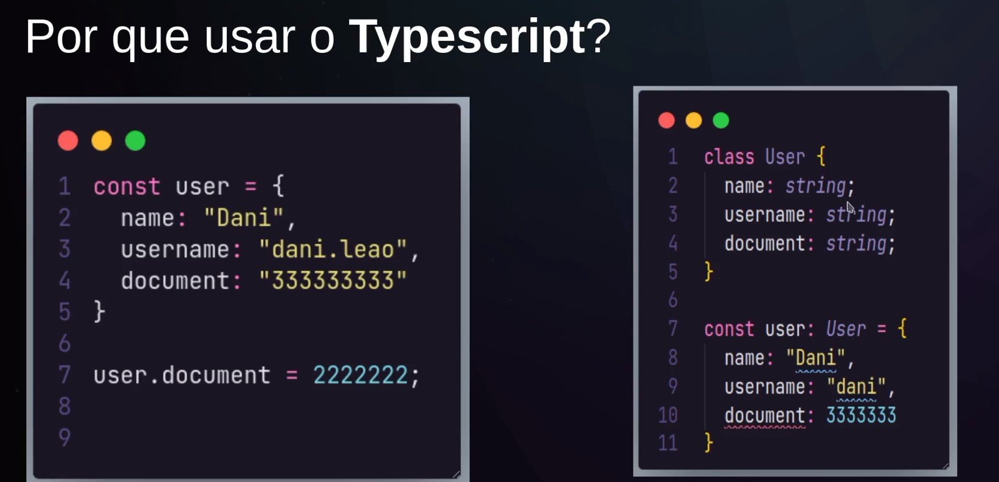 Por que usar o Typescript?
1 const user = {
2 name: "Dani",
3 username: "dani.leao",
4 document: "333333333"
5 }
6
7 user.document = 2222222;
8
9
1 class User {
2 name: string;
3 username: string;
4 document: string;
5 }
6
7 const user: User = {
8 name: "Dani",
9 username: "dani",
10 document: 3333333
11 }